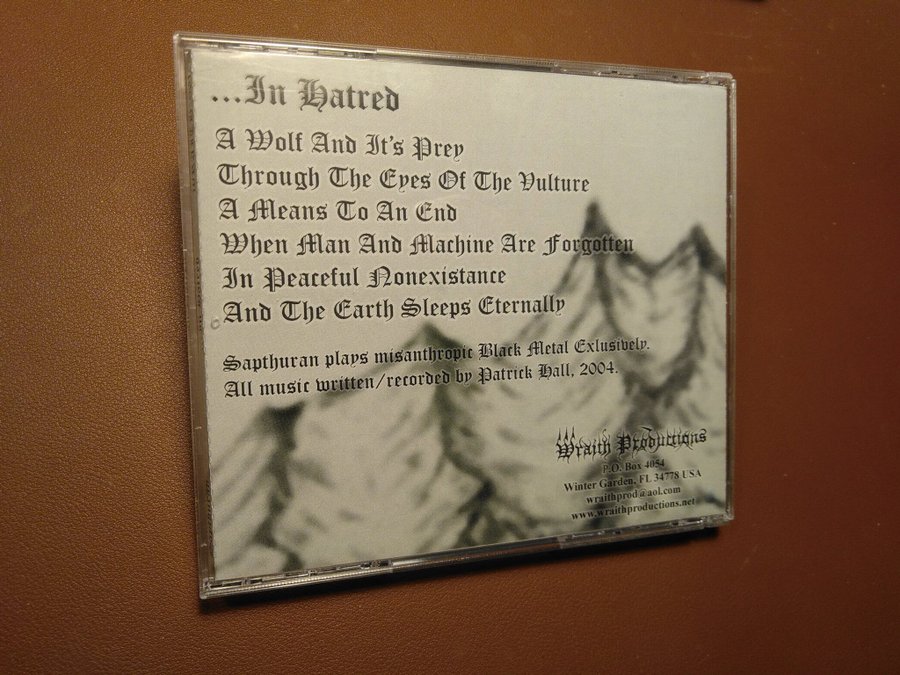 ...In Hatred
A Wolf And It's Prey
Through The Eyes Of The Vulture
A Means To An End
When Man And Machine Are Forgotten
In Peaceful Nonexistance
And The Earth Sleeps Eternally
Sapthuran plays misanthropic Black Metal Exlusively.
All music written/recorded by Patrick Hall, 2004.
Wraith Productions
P.O. Box 4054
Winter Garden, FL 34778 USA
wraithprod@aol.com
www.wraithproductions.net